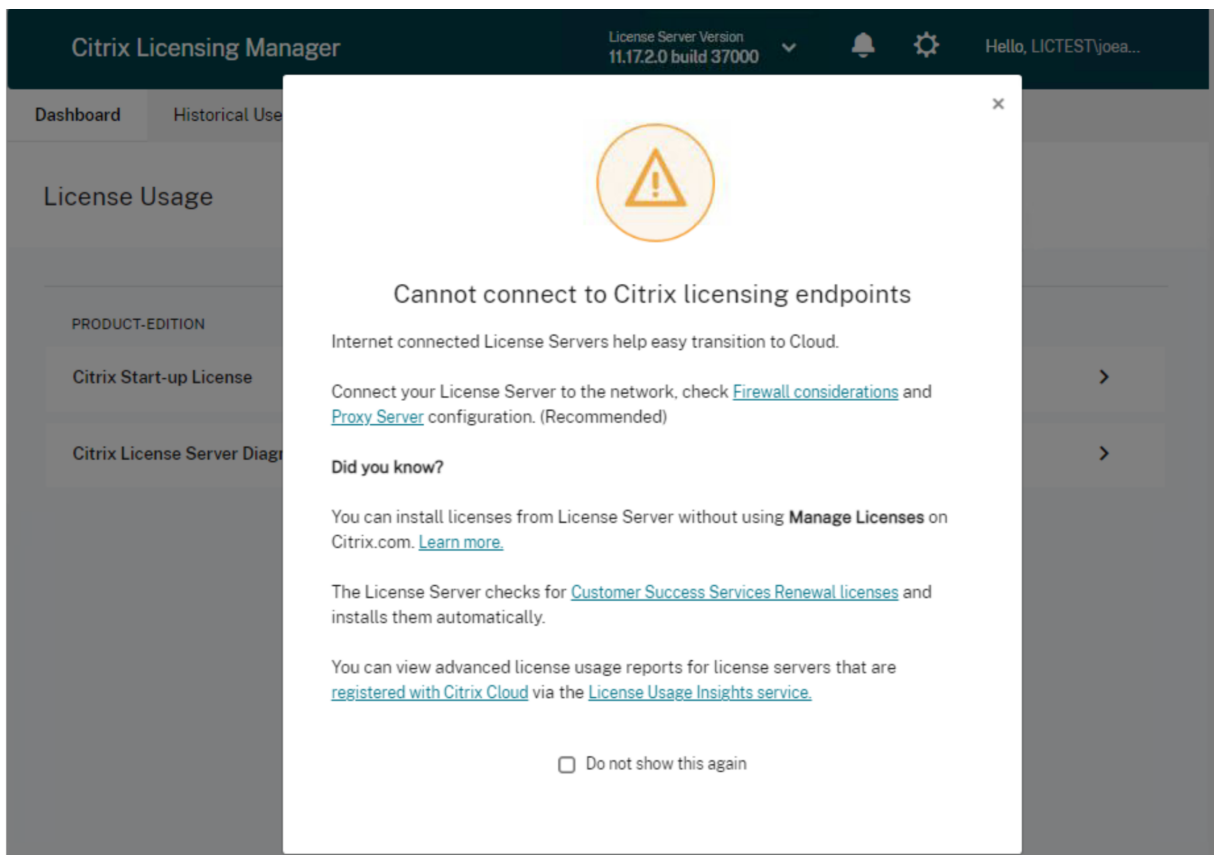 Citrix Licensing Manager
License Server Version
11.17.2.0 build 37000
Hello, LICTEST\joea...
Dashboard
Historical Use
×
License Usage
Cannot connect to Citrix licensing endpoints
PRODUCT-EDITION
Internet connected License Servers help easy transition to Cloud.
Citrix Start-up License
Connect your License Server to the network, check Firewall considerations and
Proxy Server configuration. (Recommended)
Citrix License Server Diagr
Did you know?
You can install licenses from License Server without using Manage Licenses on
Citrix.com. Learn more.
The License Server checks for Customer Success Services Renewal licenses and
installs them automatically.
You can view advanced license usage reports for license servers that are
registered with Citrix Cloud via the License Usage Insights service.
Do not show this again